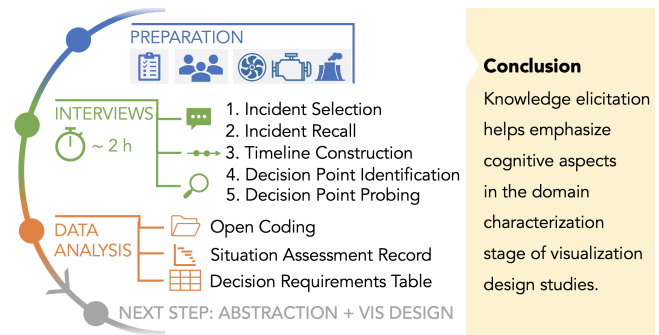 PREPARATION
INTERVIEWS
~ 2 h
1. Incident Selection
2. Incident Recall
3. Timeline Construction
4. Decision Point Identification
5. Decision Point Probing
DATA
ANALYSIS
Open Coding
Situation Assessment Record
Decision Requirements Table
NEXT STEP: ABSTRACTION + VIS DESIGN
Conclusion
Knowledge elicitation
helps emphasize
cognitive aspects
in the domain
characterization
stage of visualization
design studies.